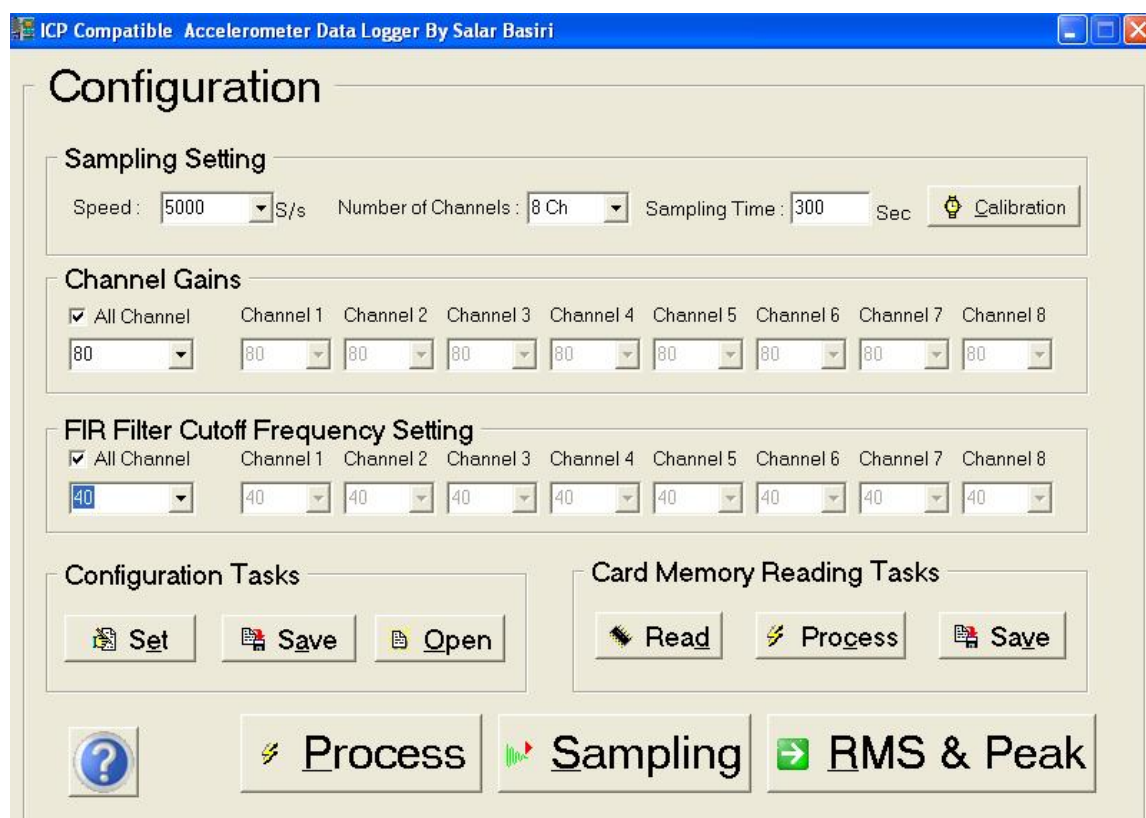 ICP Compatible Accelerometer Data Logger By Salar Basiri
Configuration
Sampling Setting
Speed : 5000 S/s Number of Channels : 8 Ch Sampling Time : 300 Sec Calibration
Channel Gains
All Channel Channel 1 Channel 2 Channel 3 Channel 4 Channel 5 Channel 6 Channel 7 Channel 8
80 80 80 80 80 80 80 80 80
FIR Filter Cutoff Frequency Setting
All Channel Channel 1 Channel 2 Channel 3 Channel 4 Channel 5 Channel 6 Channel 7 Channel 8
40 40 40 40 40 40 40 40 40
Configuration Tasks
Set Save Open
Card Memory Reading Tasks
Read Process Save
? Process Sampling RMS & Peak